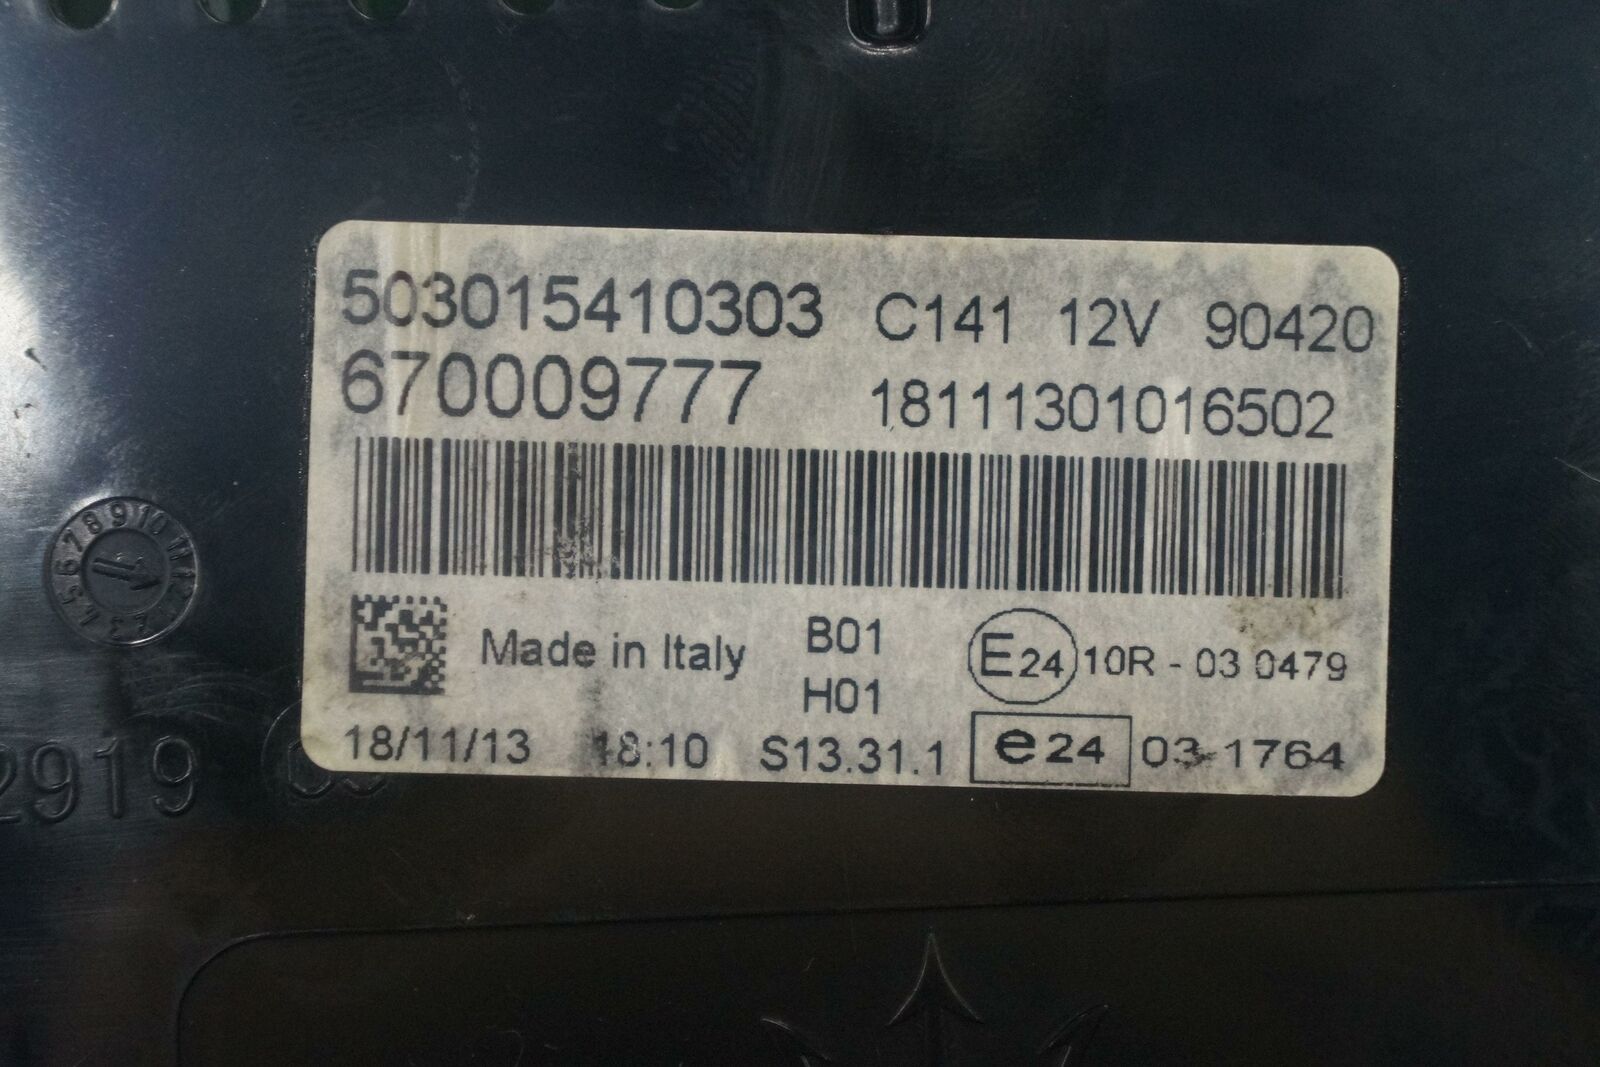 503015410303 C141 12V 90420
670009777 18111301016502
Made in Italy
B01
H01
E24 10R - 03 0479
18/11/13 18:10 S13.31.1 e24 03-1764
2919